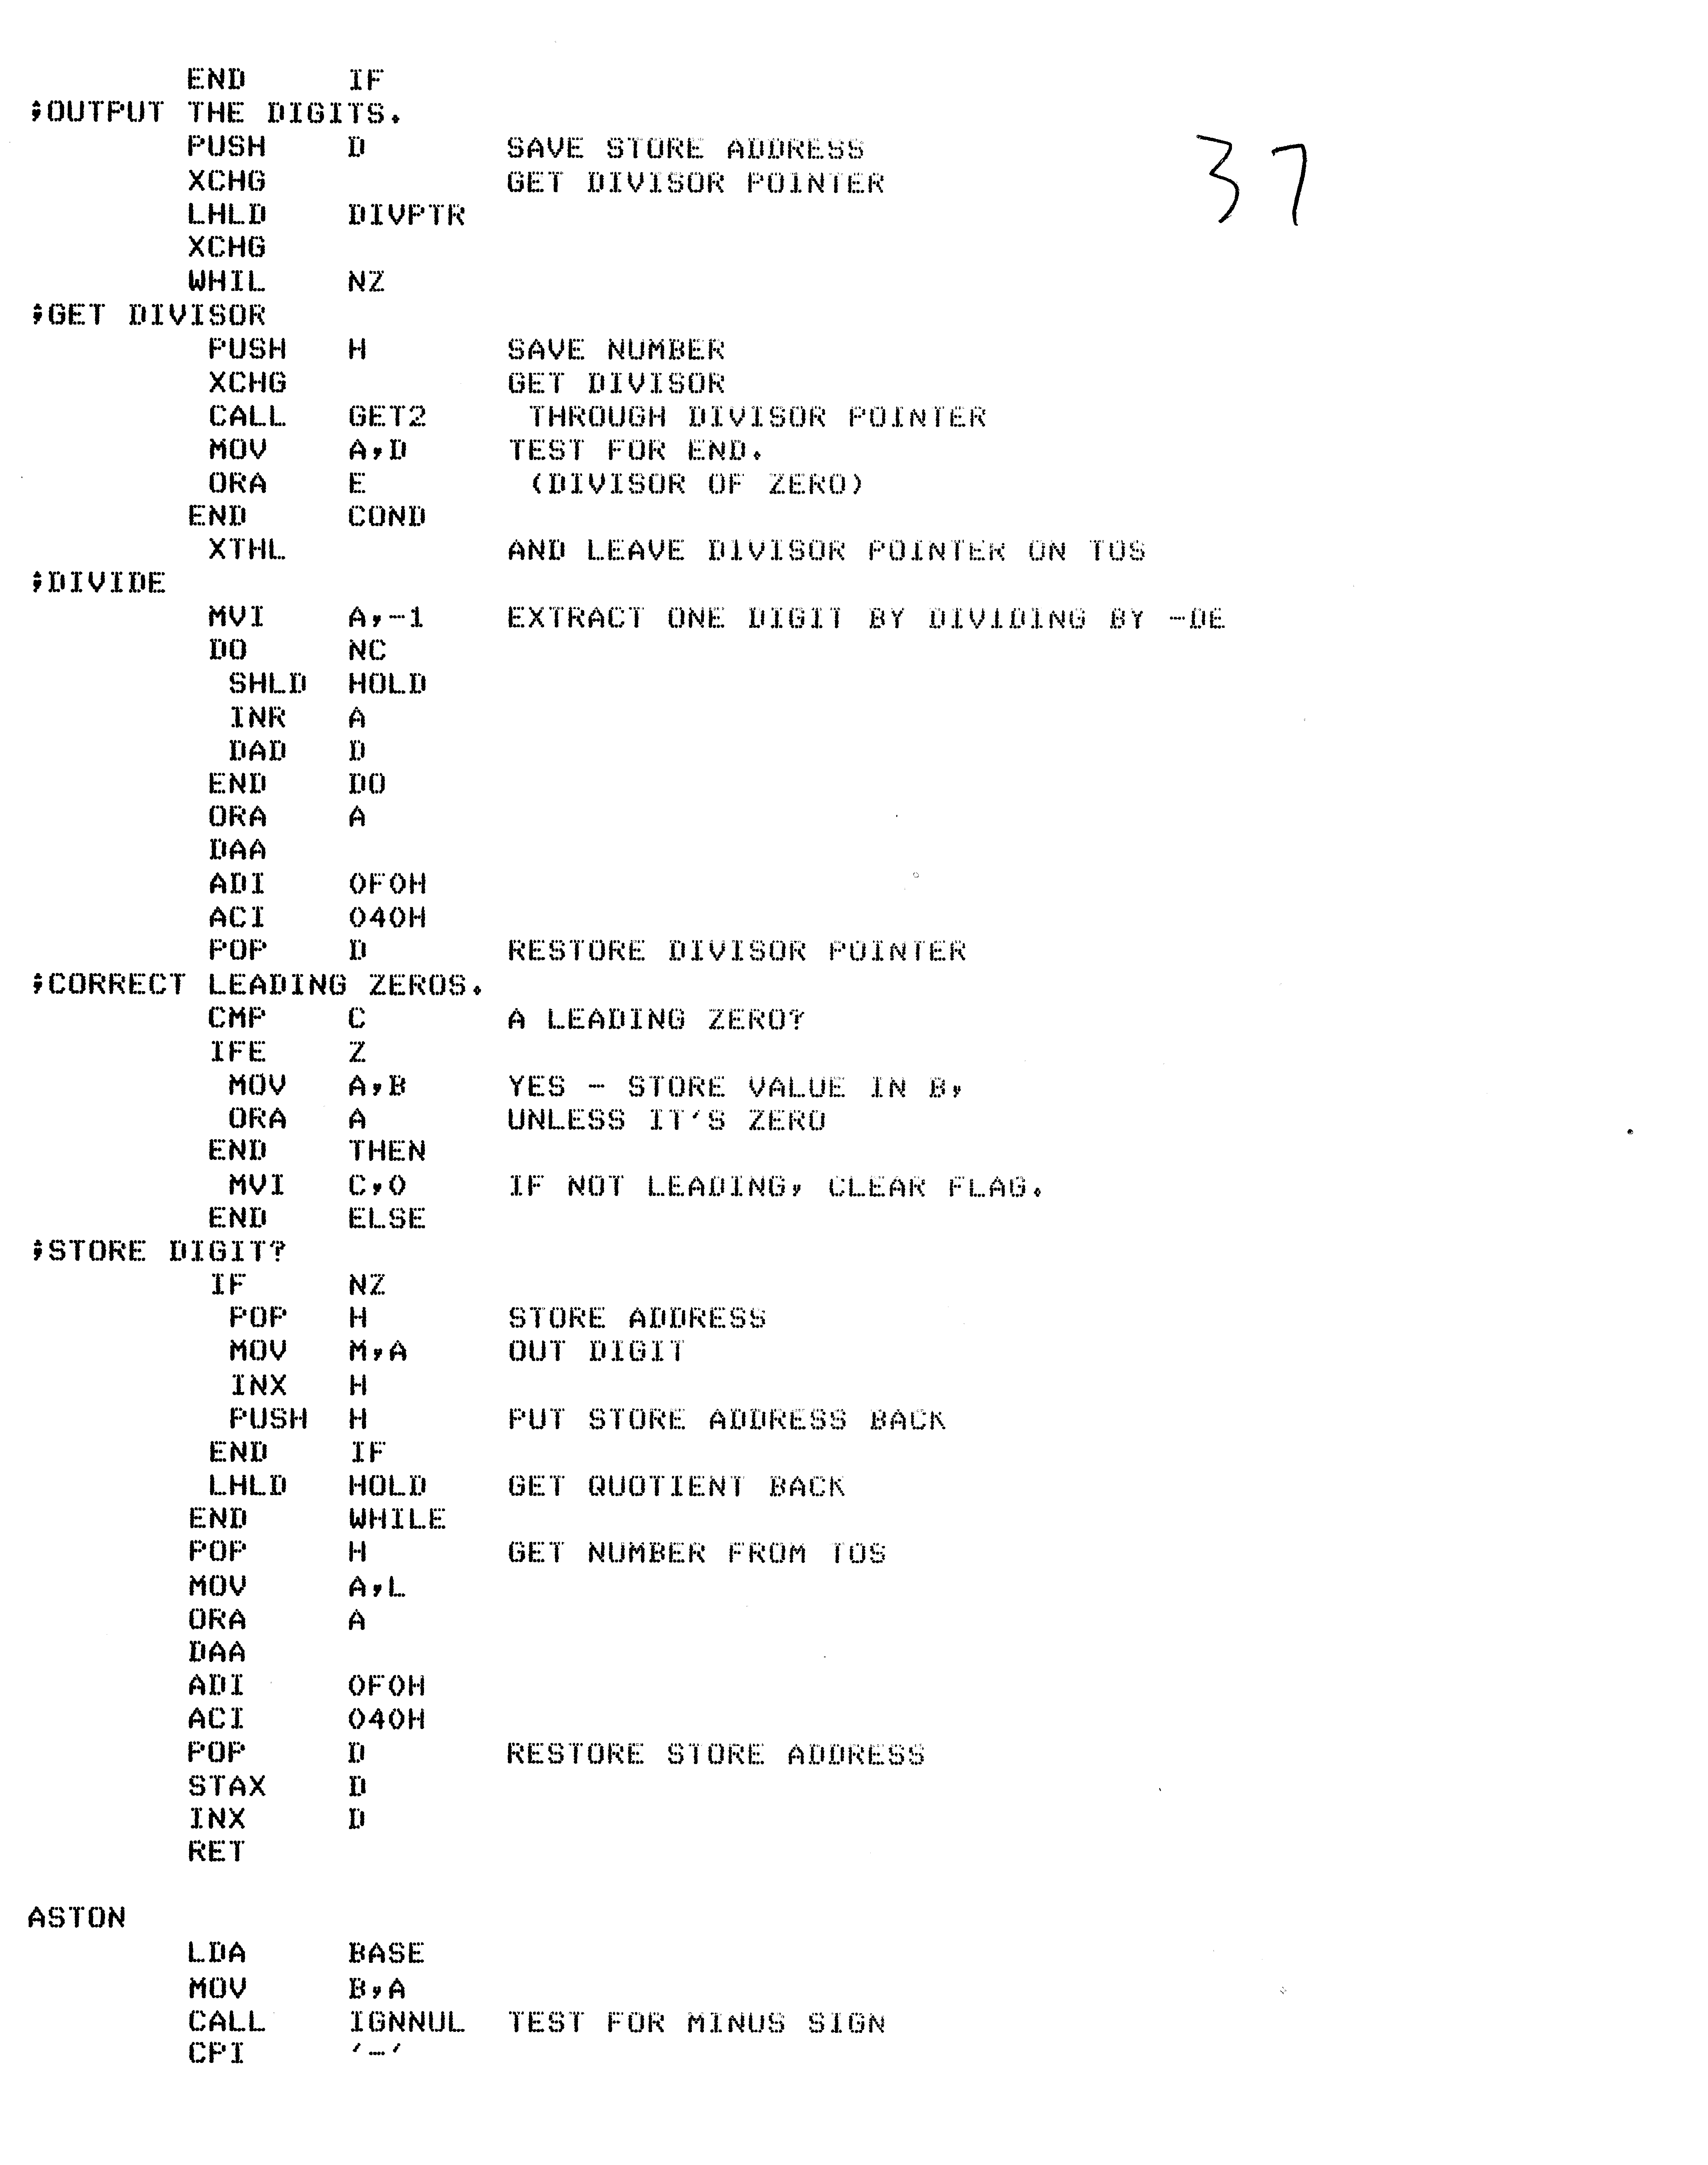 END     IF
;OUTPUT THE DIGITS.
        PUSH    D       SAVE STORE ADDRESS
37
        XCHG            GET DIVISOR POINTER
        LHLD    DIVPTR
        XCHG
        WHIL    NZ
;GET DIVISOR
         PUSH   H       SAVE NUMBER
         XCHG           GET DIVISOR
         CALL   GET2     THROUGH DIVISOR POINTER
         MOV    A,D     TEST FOR END.
         ORA    E        (DIVISOR OF ZERO)
        END     COND
         XTHL           AND LEAVE DIVISOR POINTER ON TOS
;DIVIDE
         MVI    A,-1    EXTRACT ONE DIGIT BY DIVIDING BY -DE
         DO     NC
          SHLD  HOLD
          INR   A
          DAD   D
         END    DO
         ORA    A
         DAA
         ADI    0F0H
         ACI    040H
         POP    D       RESTORE DIVISOR POINTER
;CORRECT LEADING ZEROS.
         CMP    C       A LEADING ZERO?
         IFE    Z
          MOV   A,B     YES - STORE VALUE IN B,
          ORA   A       UNLESS IT'S ZERO
         END    THEN
          MVI   C,0     IF NOT LEADING, CLEAR FLAG.
         END    ELSE
;STORE DIGIT?
         IF     NZ
          POP   H       STORE ADDRESS
          MOV   M,A     OUT DIGIT
          INX   H
          PUSH  H       PUT STORE ADDRESS BACK
         END    IF
         LHLD   HOLD    GET QUOTIENT BACK
        END     WHILE
        POP     H       GET NUMBER FROM TOS
        MOV     A,L
        ORA     A
        DAA
        ADI     0F0H
        ACI     040H
        POP     D       RESTORE STORE ADDRESS
        STAX    D
        INX     D
        RET
ASTON
        LDA     BASE
        MOV     B,A
        CALL    IGNNUL  TEST FOR MINUS SIGN
        CPI     '-'